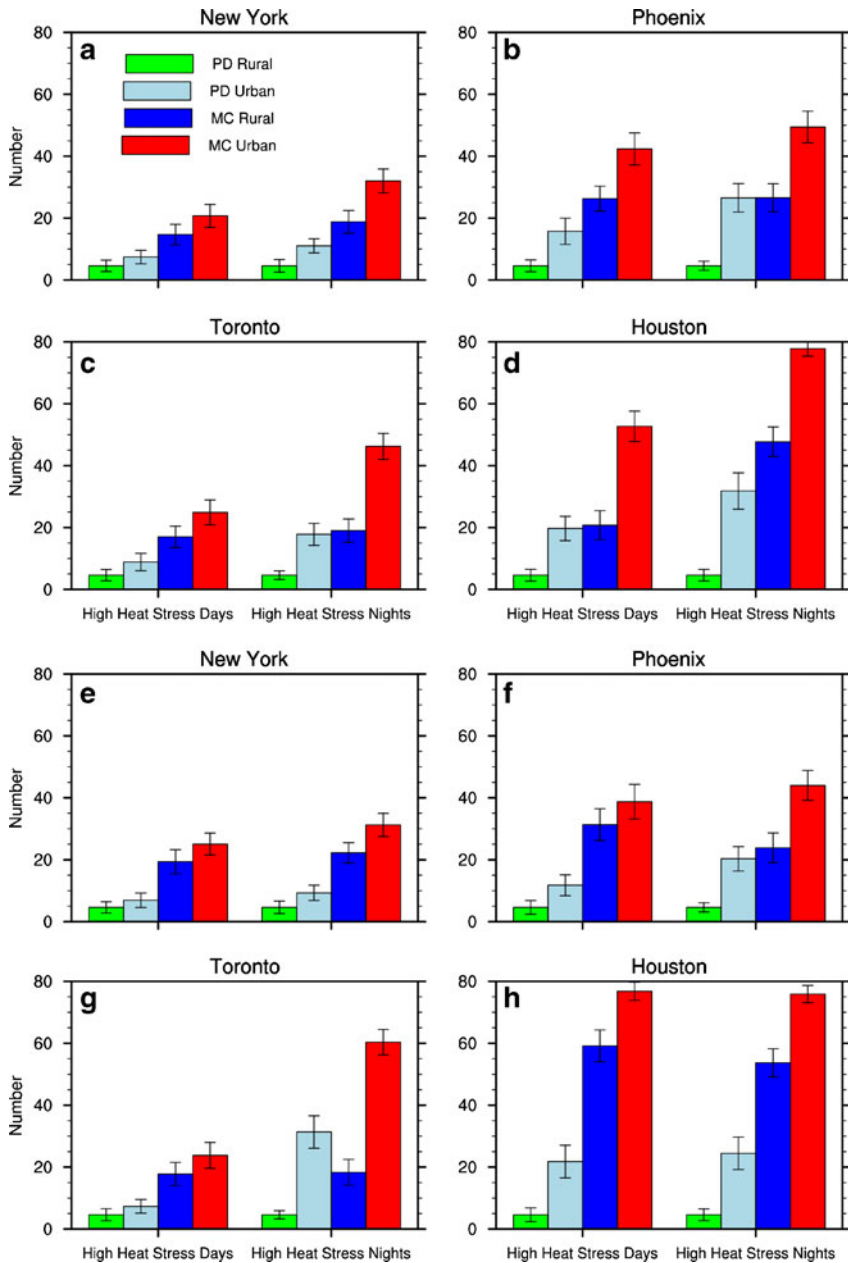 New York
Phoenix
a
PD Rural
PD Urban
MC Rural
MC Urban
b
80
60
40
20
0
Number
80
60
40
20
0
Toronto
Houston
c
d
80
60
40
20
0
Number
80
60
40
20
0
High Heat Stress Days High Heat Stress Nights
High Heat Stress Days High Heat Stress Nights
New York
Phoenix
e
f
80
60
40
20
0
Number
80
60
40
20
0
Toronto
Houston
g
h
80
60
40
20
0
Number
80
60
40
20
0
High Heat Stress Days High Heat Stress Nights
High Heat Stress Days High Heat Stress Nights